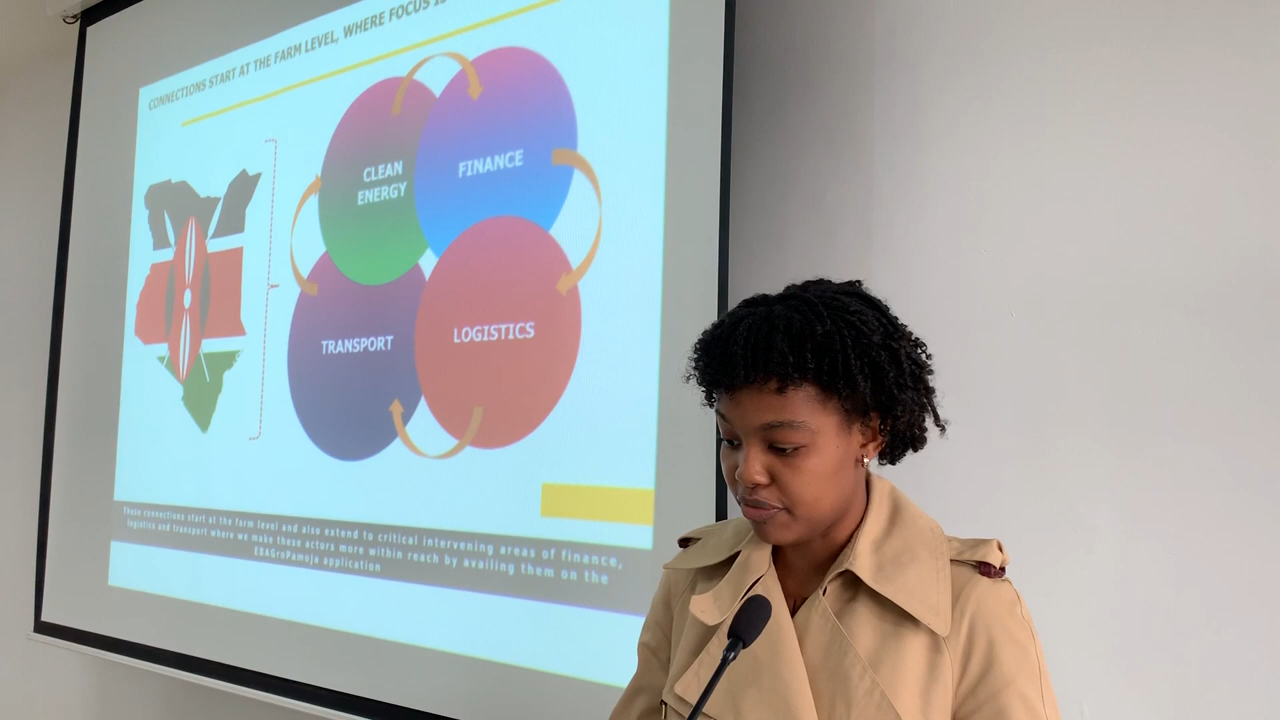 CONNECTIONS START AT THE FARM LEVEL, WHERE FOCUS IS
CLEAN
ENERGY
FINANCE
TRANSPORT
LOGISTICS
These connections start at the farm level and also extend to critical intervening areas of finance,
logistics and transport where we make these actors more within reach by availing them on the
EBAGroPamoja application